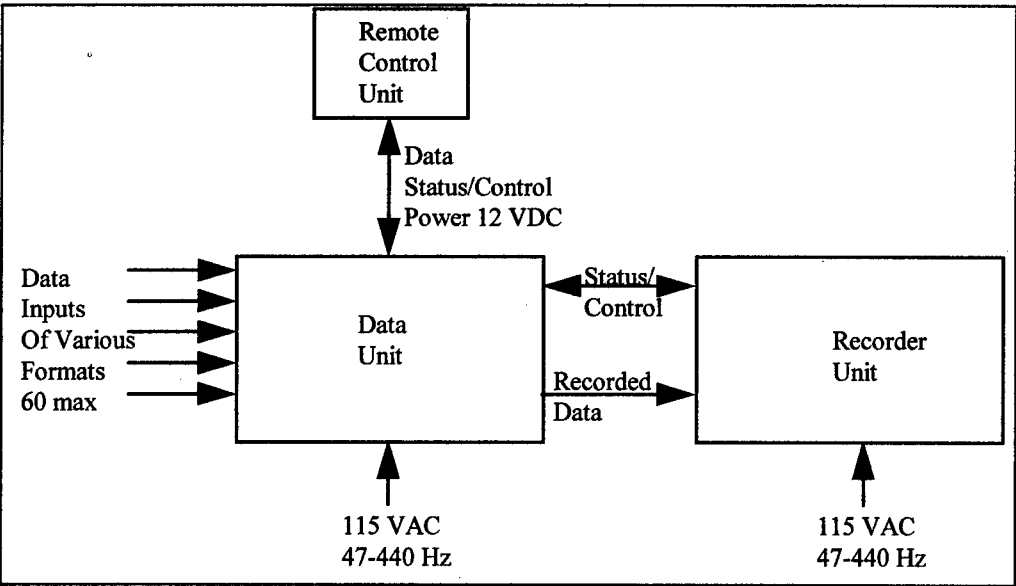 Remote
Control
Unit
Data
Status/Control
Power 12 VDC
Data
Inputs
Of Various
Formats
60 max
Data
Unit
Status/
Control
Recorded
Data
Recorder
Unit
115 VAC
47-440 Hz
115 VAC
47-440 Hz